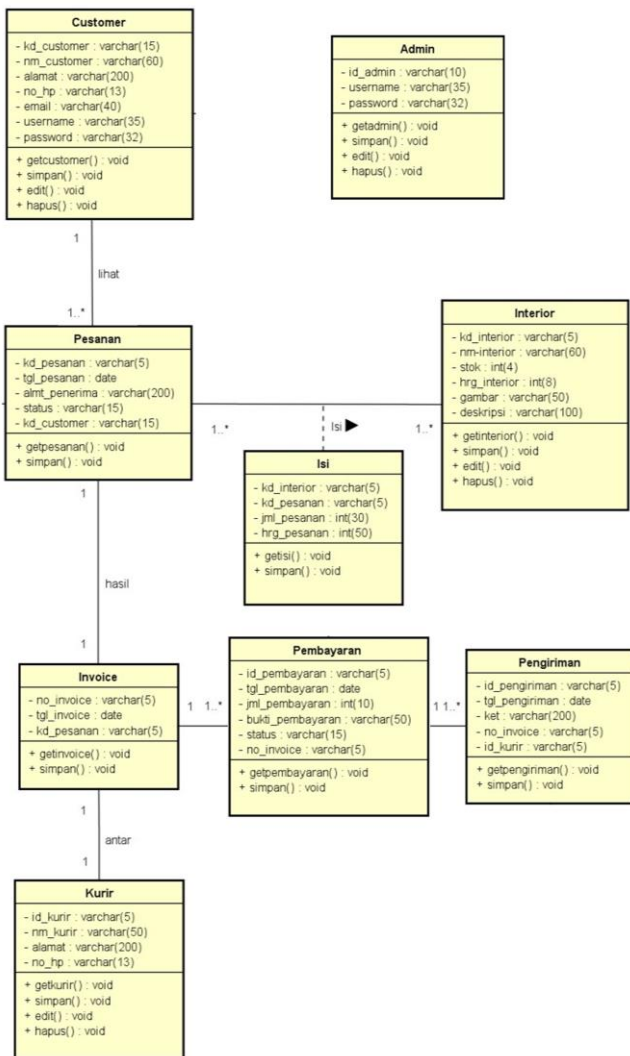 Customer
- kd_customer : varchar(15)
- nm_customer : varchar(60)
- alamat : varchar(200)
- no_hp : varchar(13)
- email : varchar(40)
- username : varchar(35)
- password : varchar(32)
+ getcustomer() : void
+ simpan() : void
+ edit() : void
+ hapus() : void
Admin
- id_admin : varchar(10)
- username : varchar(35)
- password : varchar(32)
+ getadmin() : void
+ simpan() : void
+ edit() : void
+ hapus() : void
1
lihat
1..*
Pesanan
- kd_pesanan : varchar(5)
- tgl_pesanan : date
- almt_penerima : varchar(200)
- status : varchar(15)
- kd_customer : varchar(15)
+ getpesanan() : void
+ simpan() : void
1..*
Isi ▶
1..*
Interior
- kd_interior : varchar(5)
- nm-interior : varchar(60)
- stok : int(4)
- hrg_interior : int(8)
- gambar : varchar(50)
- deskripsi : varchar(100)
+ getinterior() : void
+ simpan() : void
+ edit() : void
+ hapus() : void
Isi
- kd_interior : varchar(5)
- kd_pesanan : varchar(5)
- jml_pesanan : int(30)
- hrg_pesanan : int(50)
+ getisi() : void
+ simpan() : void
1
hasil
1
Invoice
- no_invoice : varchar(5)
- tgl_invoice : date
- kd_pesanan : varchar(5)
+ getinvoice() : void
+ simpan() : void
1 1..*
Pembayaran
- id_pembayaran : varchar(5)
- tgl_pembayaran : date
- jml_pembayaran : int(10)
- bukti_pembayaran : varchar(50)
- status : varchar(15)
- no_invoice : varchar(5)
+ getpembayaran() : void
+ simpan() : void
1 1..*
Pengiriman
- id_pengiriman : varchar(5)
- tgl_pengiriman : date
- ket : varchar(200)
- no_invoice : varchar(5)
- id_kurir : varchar(5)
+ getpengiriman() : void
+ simpan() : void
1
antar
1
Kurir
- id_kurir : varchar(5)
- nm_kurir : varchar(50)
- alamat : varchar(200)
- no_hp : varchar(13)
+ getkurir() : void
+ simpan() : void
+ edit() : void
+ hapus() : void